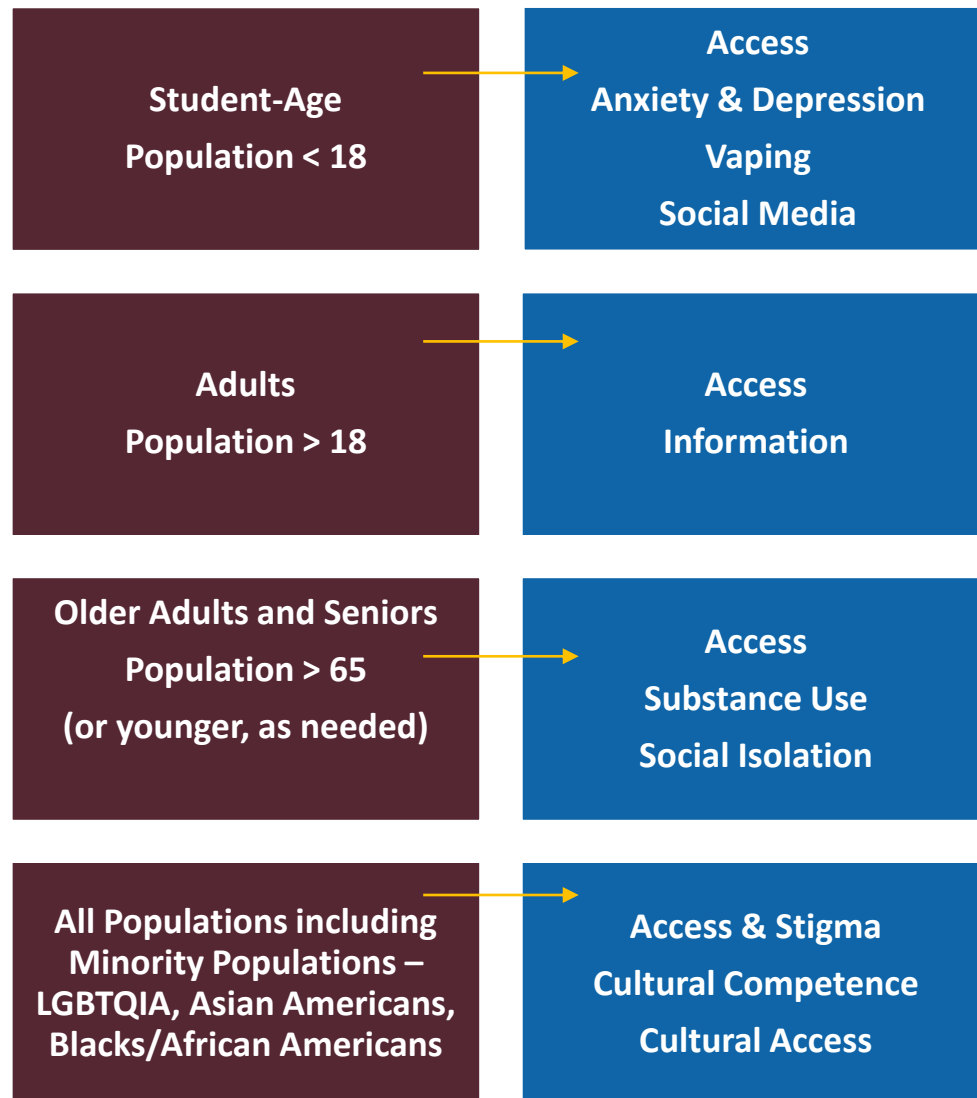 Student-Age
Population < 18
Access
Anxiety & Depression
Vaping
Social Media
Adults
Population > 18
Access
Information
Older Adults and Seniors
Population > 65
(or younger, as needed)
Access
Substance Use
Social Isolation
All Populations including
Minority Populations –
LGBTQIA, Asian Americans,
Blacks/African Americans
Access & Stigma
Cultural Competence
Cultural Access